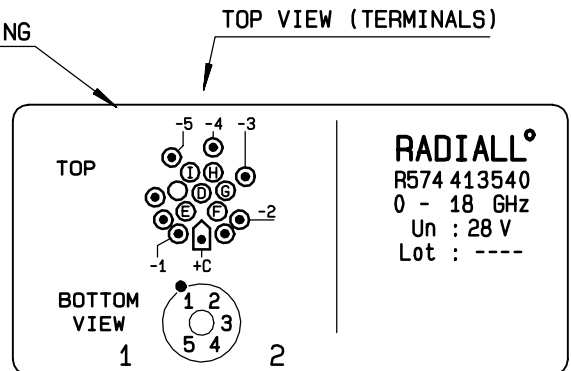 NG
TOP VIEW (TERMINALS)
-5 -4 -3
TOP
I H
D G
E F
-2
-1 +C
BOTTOM
VIEW
1 2
3
5 4
1 2
RADIALL°
R574 413540
0 - 18 GHz
Un : 28 V
Lot : ----